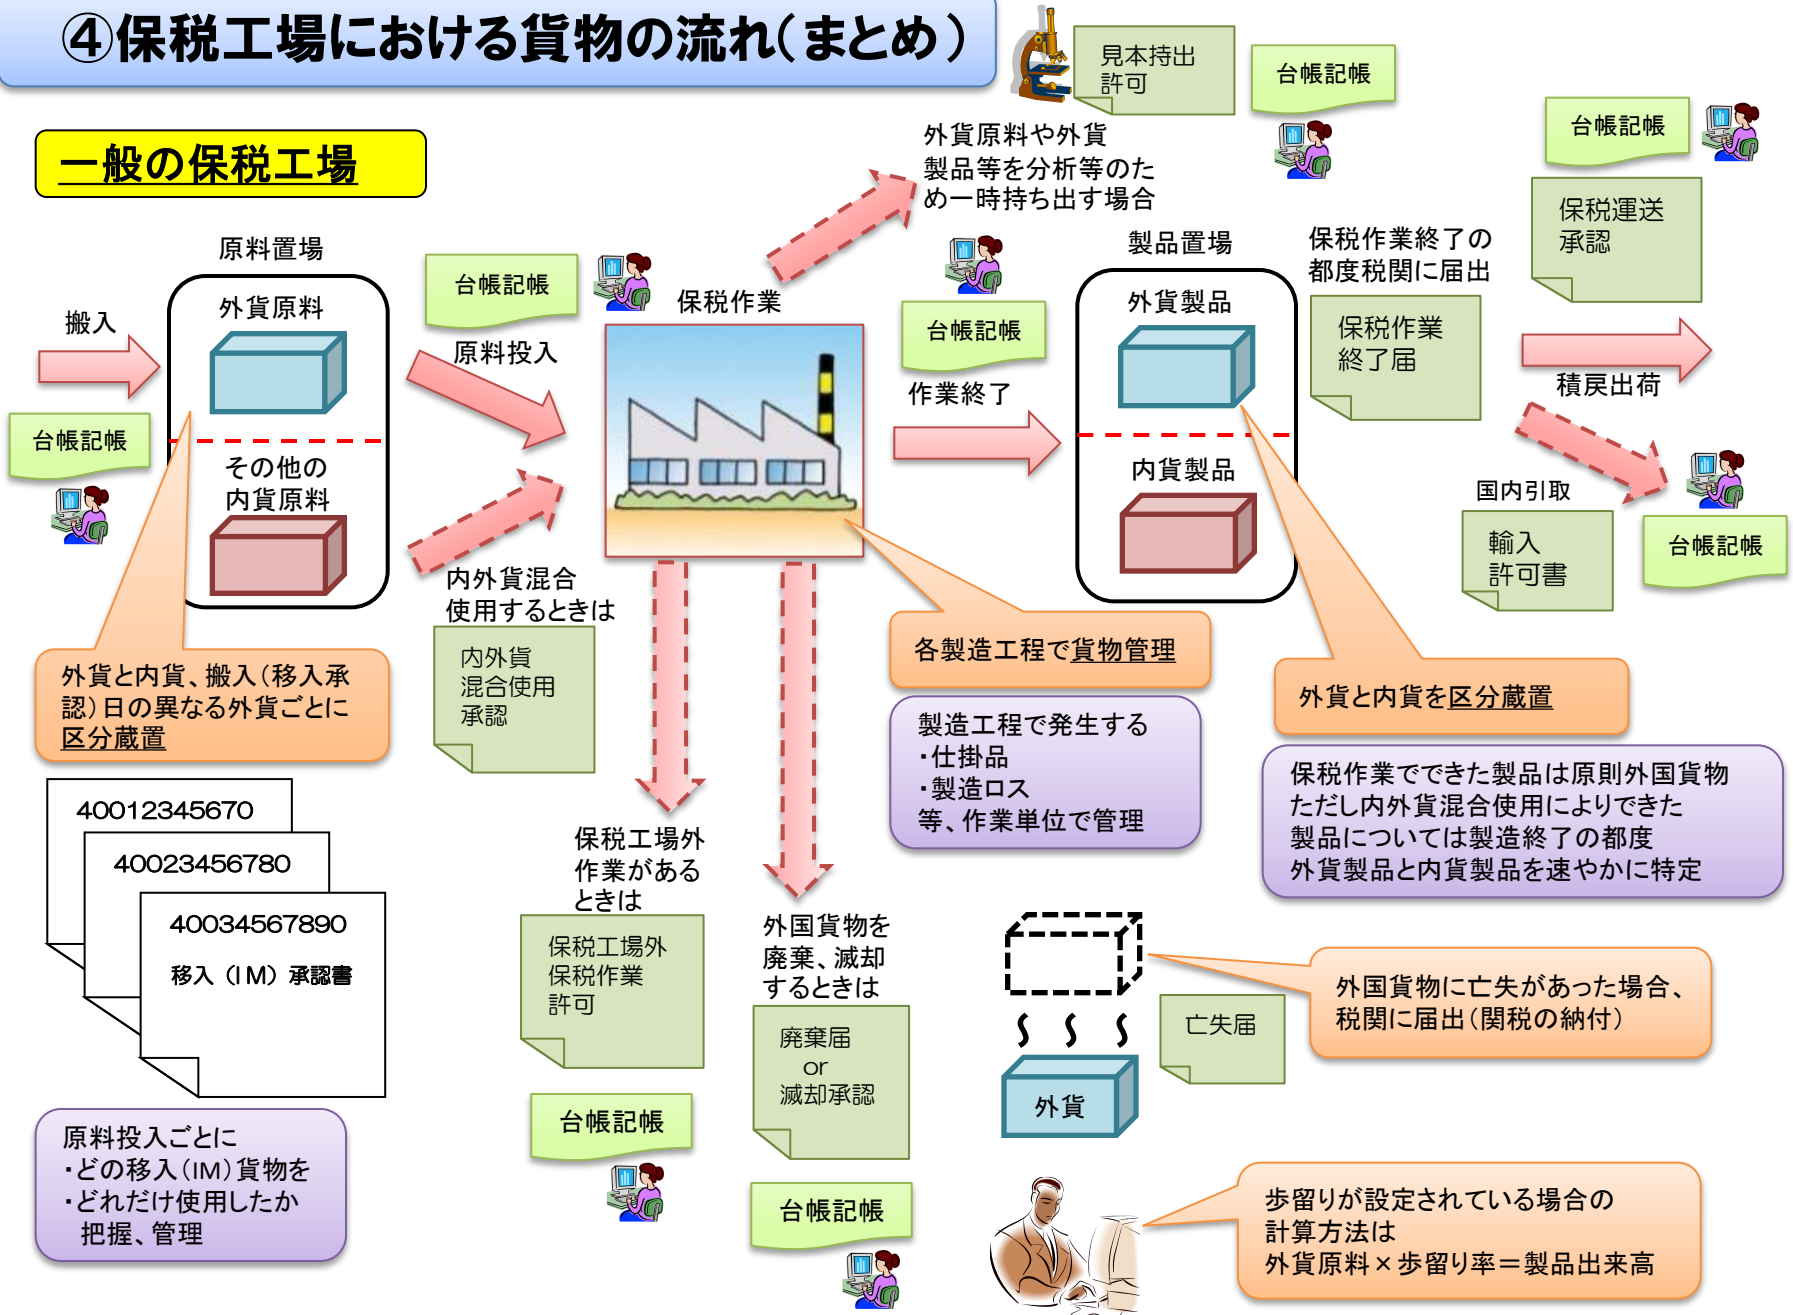 ④保税工場における貨物の流れ(まとめ)
一般の保税工場
見本持出
許可
台帳記帳
外貨原料や外貨
製品等を分析等のた
め一時持ち出す場合
台帳記帳
保税運送
承認
搬入
台帳記帳
原料置場
外貨原料
その他の
内貨原料
台帳記帳
原料投入
内外貨混合
使用するときは
内外貨
混合使用
承認
保税作業
台帳記帳
作業終了
製品置場
外貨製品
内貨製品
保税作業終了の
都度税関に届出
保税作業
終了届
積戻出荷
国内引取
輸入
許可書
台帳記帳
外貨と内貨、搬入(移入承
認)日の異なる外貨ごとに
区分蔵置
各製造工程で貨物管理
製造工程で発生する
・仕掛品
・製造ロス
等、作業単位で管理
外貨と内貨を区分蔵置
保税作業でできた製品は原則外国貨物
ただし内外貨混合使用によりできた
製品については製造終了の都度
外貨製品と内貨製品を速やかに特定
40012345670
40023456780
40034567890
移入(IM)承認書
原料投入ごとに
・どの移入(IM)貨物を
・どれだけ使用したか
把握、管理
保税工場外
作業がある
ときは
保税工場外
保税作業
許可
台帳記帳
外国貨物を
廃棄、滅却
するときは
廃棄届
or
滅却承認
台帳記帳
外貨
亡失届
外国貨物に亡失があった場合、
税関に届出(関税の納付)
歩留りが設定されている場合の
計算方法は
外貨原料×歩留り率=製品出来高